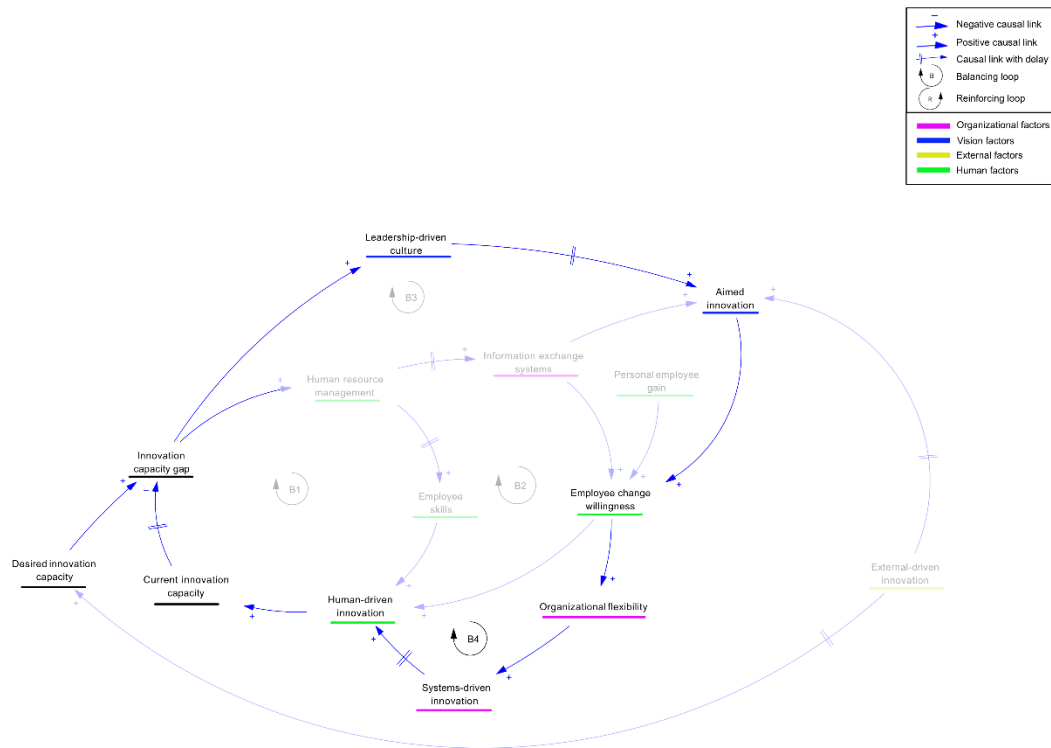 Negative causal link
Positive causal link
Causal link with delay
B
Balancing loop
R
Reinforcing loop
Organizational factors
Vision factors
External factors
Human factors
Leadership-driven
culture
B3
Aimed
innovation
Information exchange
systems
Human resource
management
Personal employee
gain
Innovation
capacity gap
B1
B2
Employee
skills
Employee change
willingness
Desired innovation
capacity
Current innovation
capacity
External-driven
innovation
Human-driven
innovation
Organizational flexibility
B4
Systems-driven
innovation